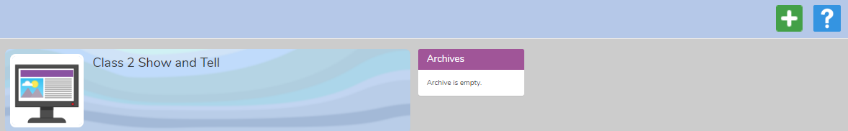 Class 2 Show and Tell
Archives
Archive is empty.